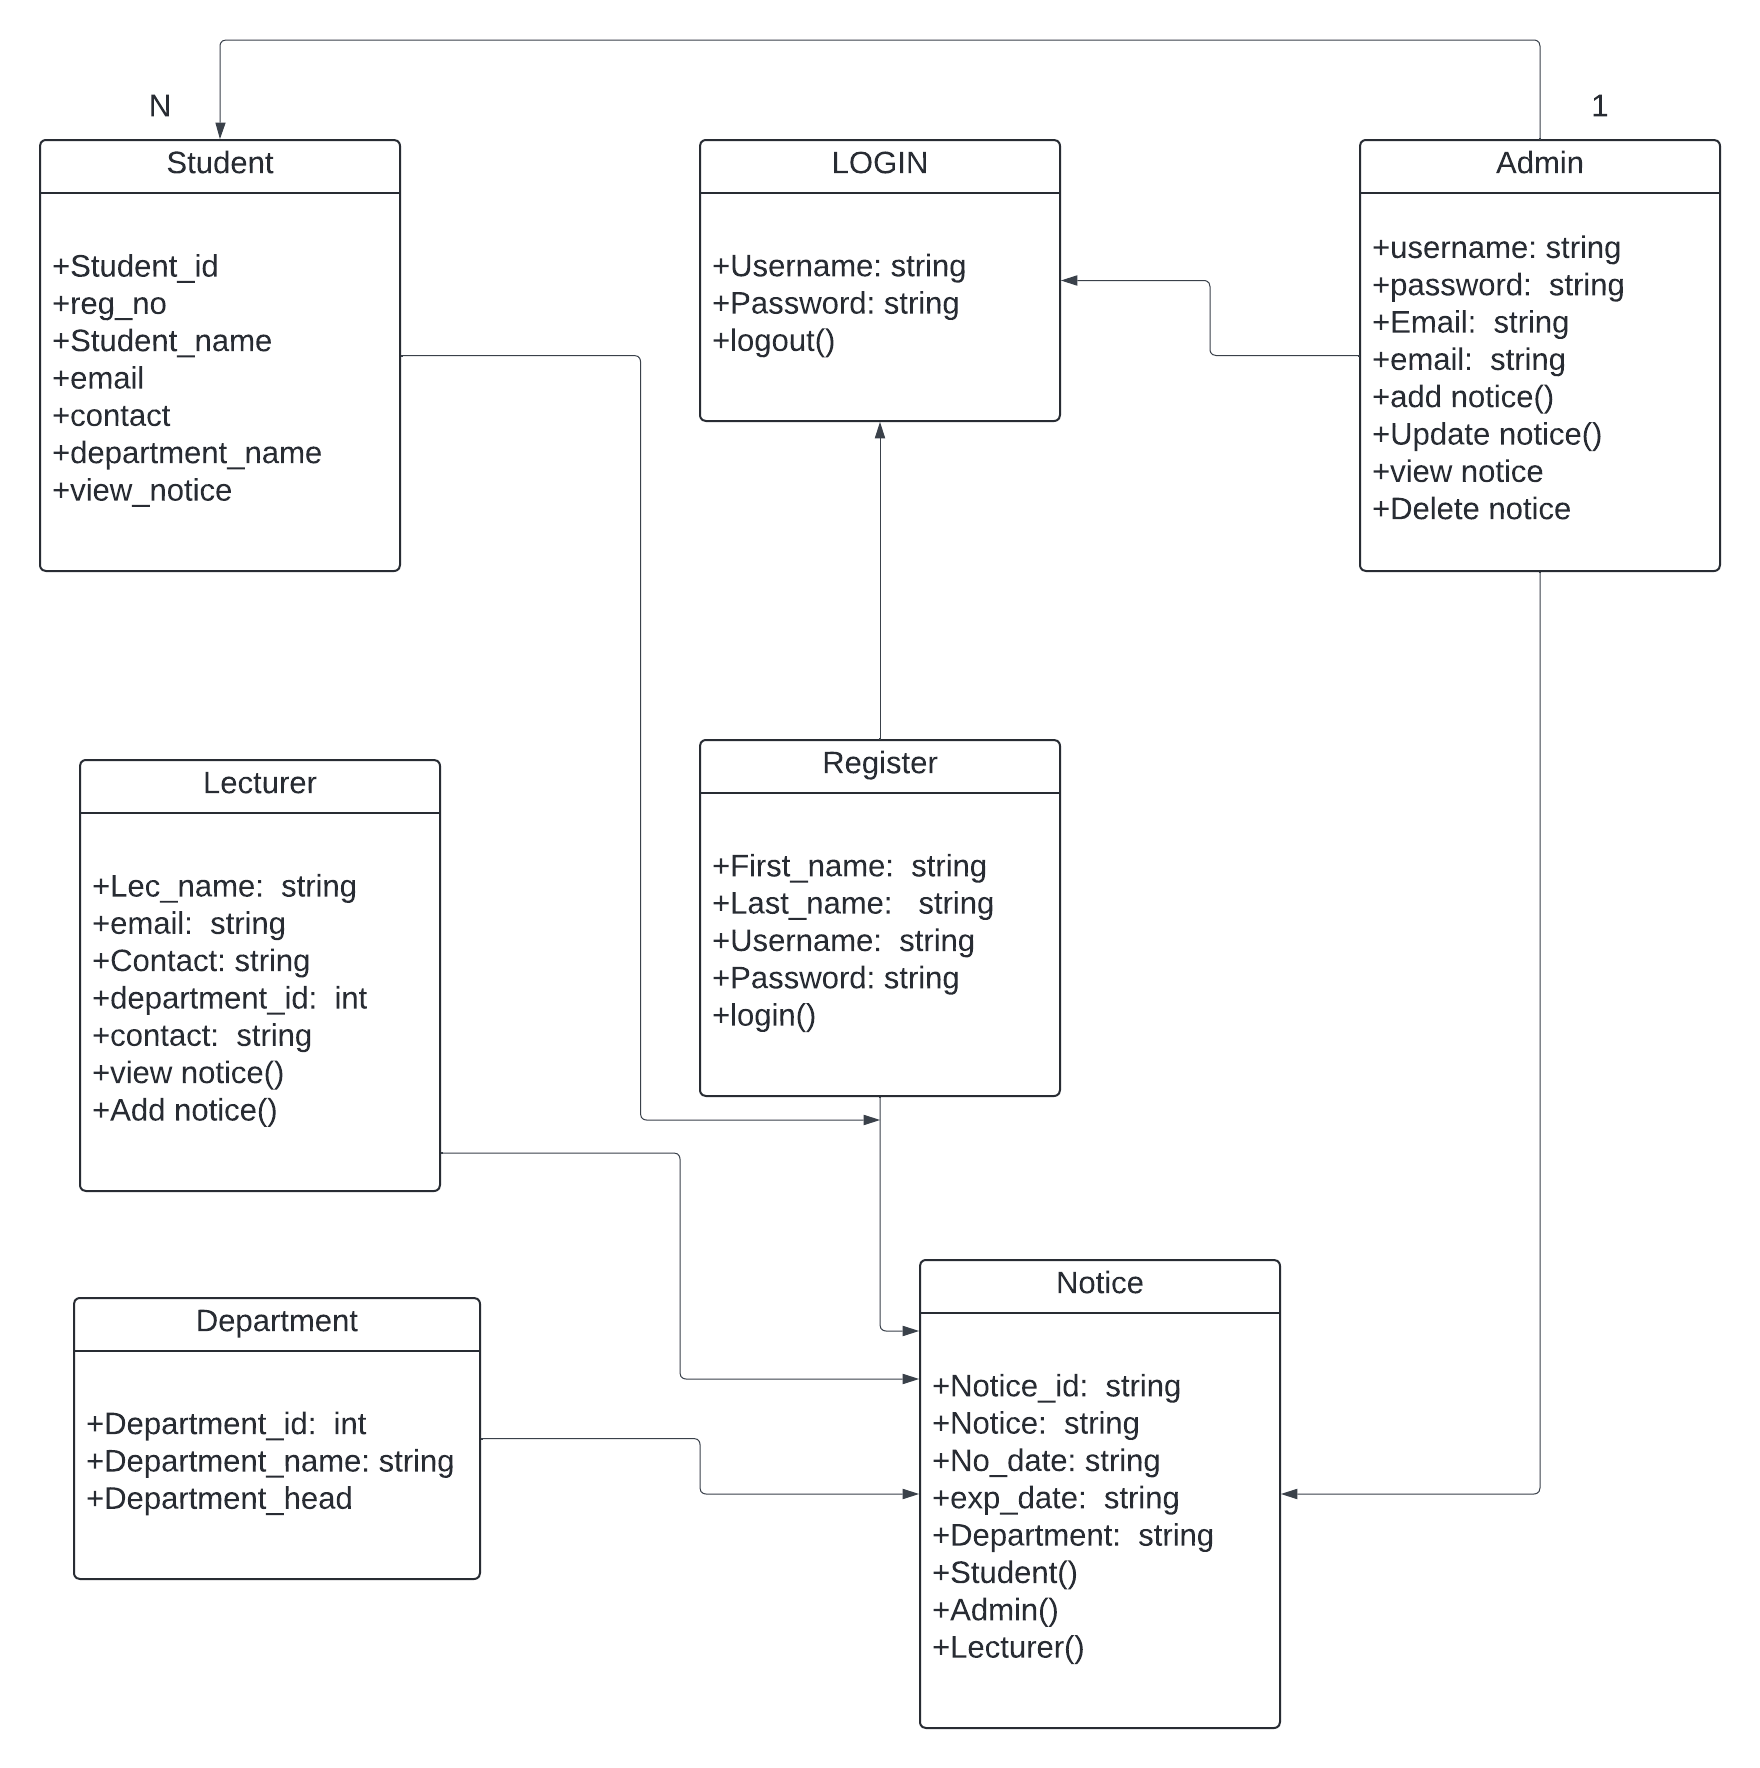 N
1
Student
+Student_id
+reg_no
+Student_name
+email
+contact
+department_name
+view_notice
LOGIN
+Username: string
+Password: string
+logout()
Admin
+username: string
+password:  string
+Email:  string
+email:  string
+add notice()
+Update notice()
+view notice
+Delete notice
Lecturer
+Lec_name:  string
+email:  string
+Contact: string
+department_id:  int
+contact:  string
+view notice()
+Add notice()
Register
+First_name:  string
+Last_name:   string
+Username:  string
+Password: string
+login()
Department
+Department_id:  int
+Department_name: string
+Department_head
Notice
+Notice_id:  string
+Notice:  string
+No_date: string
+exp_date:  string
+Department:  string
+Student()
+Admin()
+Lecturer()